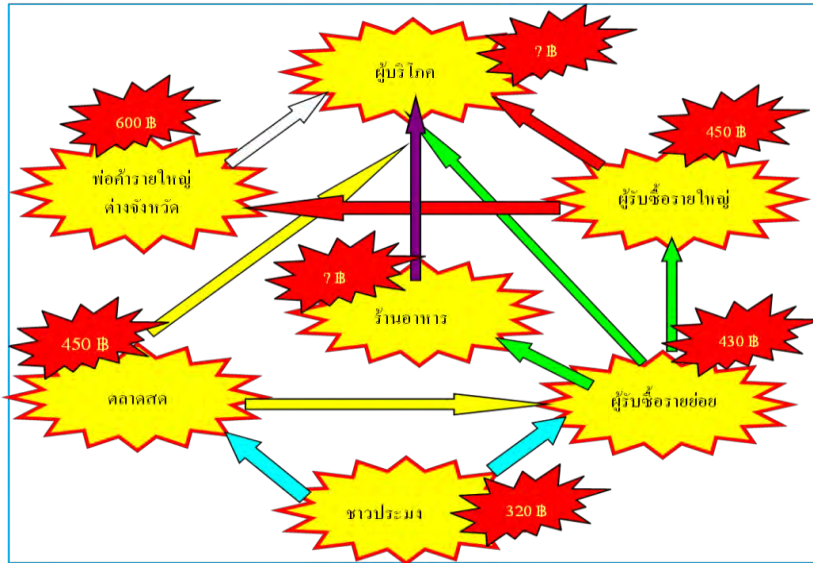 ? ฿
ผู้บริโภค
600 ฿
450 ฿
พ่อค้ารายใหญ่
ต่างจังหวัด
ผู้รับซื้อรายใหญ่
? ฿
ร้านอาหาร
450 ฿
430 ฿
ตลาดสด
ผู้รับซื้อรายย่อย
ชาวประมง
320 ฿